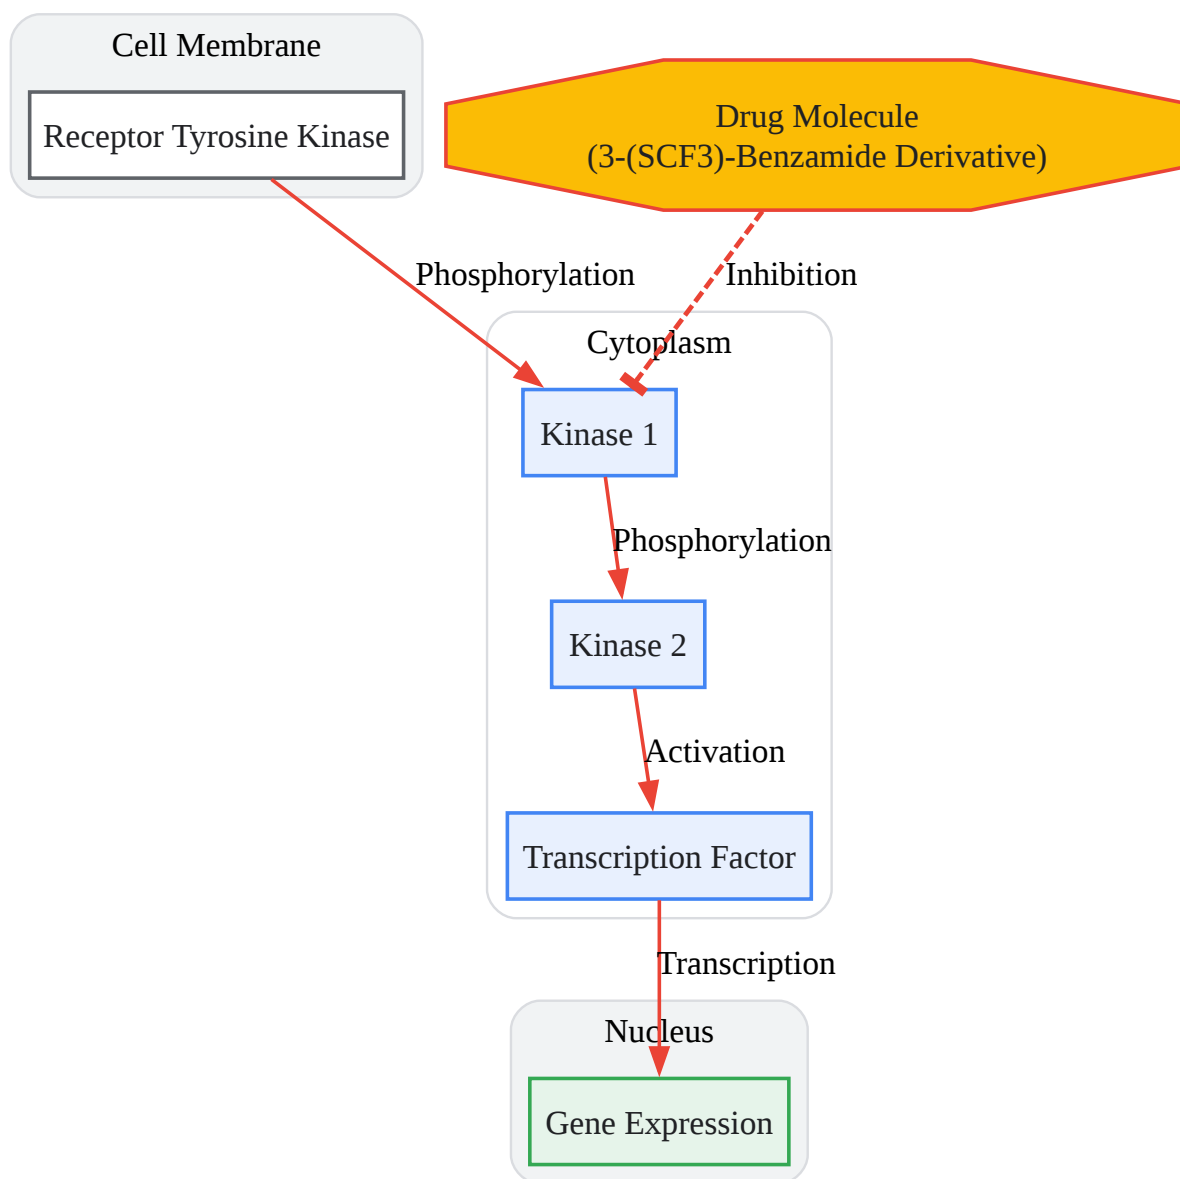 Cell Membrane
Receptor Tyrosine Kinase
Drug Molecule
(3-(SCF3)-Benzamide Derivative)
Phosphorylation
Inhibition
Cytoplasm
Kinase 1
Phosphorylation
Kinase 2
Activation
Transcription Factor
Transcription
Nucleus
Gene Expression